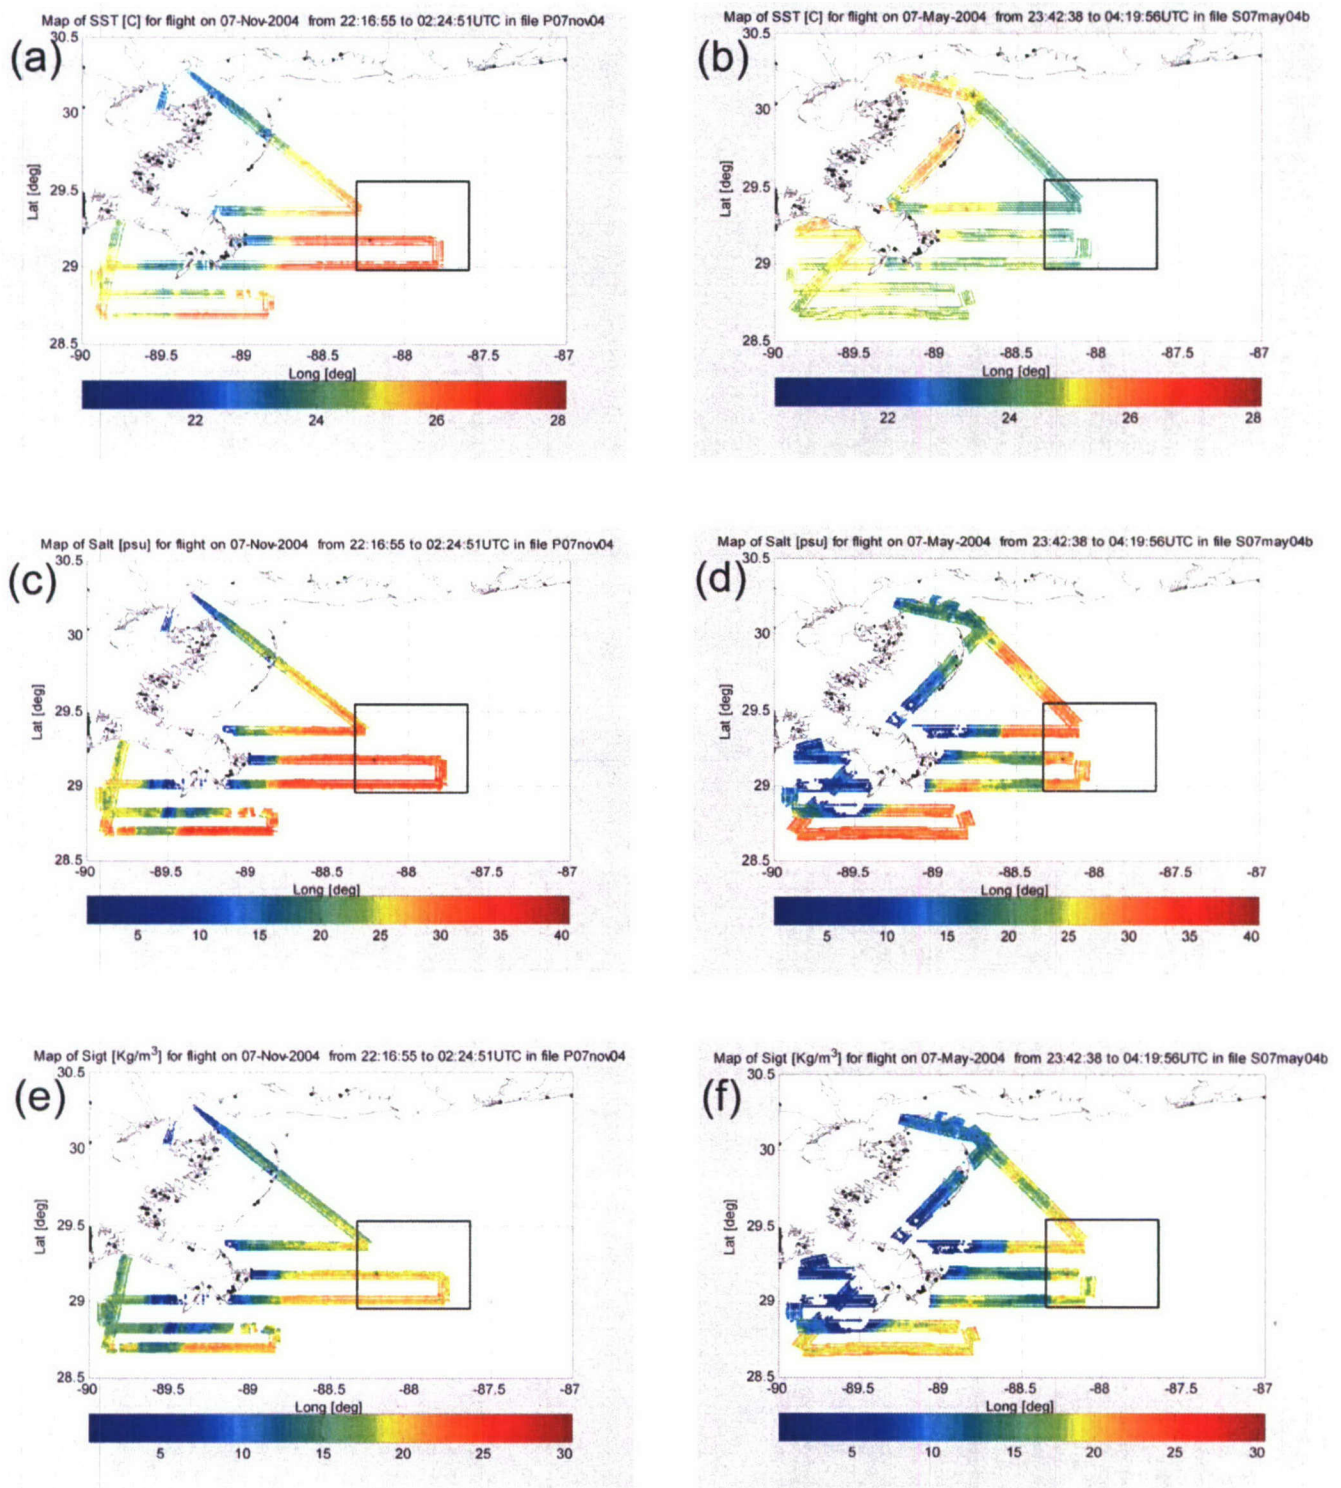 Map of SST [C] for flight on 07-Nov-2004 from 22:16:55 to 02:24:51UTC in file P07nov04
(a)
30.5
30
29.5
29
28.5
Lat [deg]
-90 -89.5 -89 -88.5 -88 -87.5 -87
Long [deg]
22 24 26 28
Map of SST [C] for flight on 07-May-2004 from 23:42:38 to 04:19:56UTC in file S07may04b
(b)
30.5
30
29.5
29
28.5
Lat [deg]
-90 -89.5 -89 -88.5 -88 -87.5 -87
Long [deg]
22 24 26 28
Map of Salt [psu] for flight on 07-Nov-2004 from 22:16:55 to 02:24:51UTC in file P07nov04
(c)
30.5
30
29.5
29
28.5
Lat [deg]
-90 -89.5 -89 -88.5 -88 -87.5 -87
Long [deg]
5 10 15 20 25 30 35 40
Map of Salt [psu] for flight on 07-May-2004 from 23:42:38 to 04:19:56UTC in file S07may04b
(d)
30.5
30
29.5
29
28.5
Lat [deg]
-90 -89.5 -89 -88.5 -88 -87.5 -87
Long [deg]
5 10 15 20 25 30 35 40
Map of Sigt [Kg/m³] for flight on 07-Nov-2004 from 22:16:55 to 02:24:51UTC in file P07nov04
(e)
30.5
30
29.5
29
28.5
Lat [deg]
-90 -89.5 -89 -88.5 -88 -87.5 -87
Long [deg]
5 10 15 20 25 30
Map of Sigt [Kg/m³] for flight on 07-May-2004 from 23:42:38 to 04:19:56UTC in file S07may04b
(f)
30.5
30
29.5
29
28.5
Lat [deg]
-90 -89.5 -89 -88.5 -88 -87.5 -87
Long [deg]
5 10 15 20 25 30